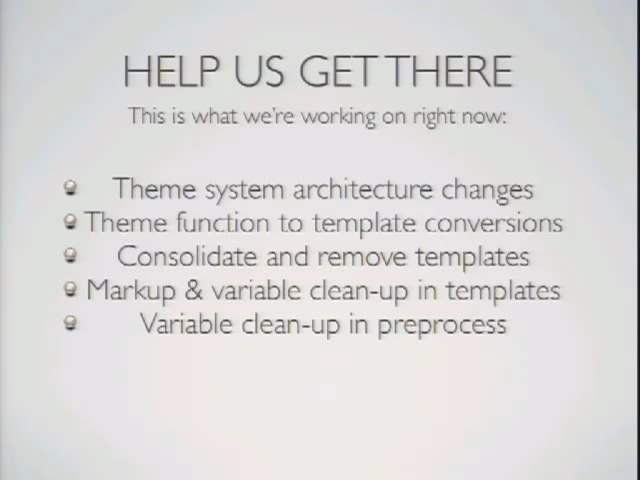 HELP US GET THERE
This is what we're working on right now:
Theme system architecture changes
Theme function to template conversions
Consolidate and remove templates
Markup & variable clean-up in templates
Variable clean-up in preprocess